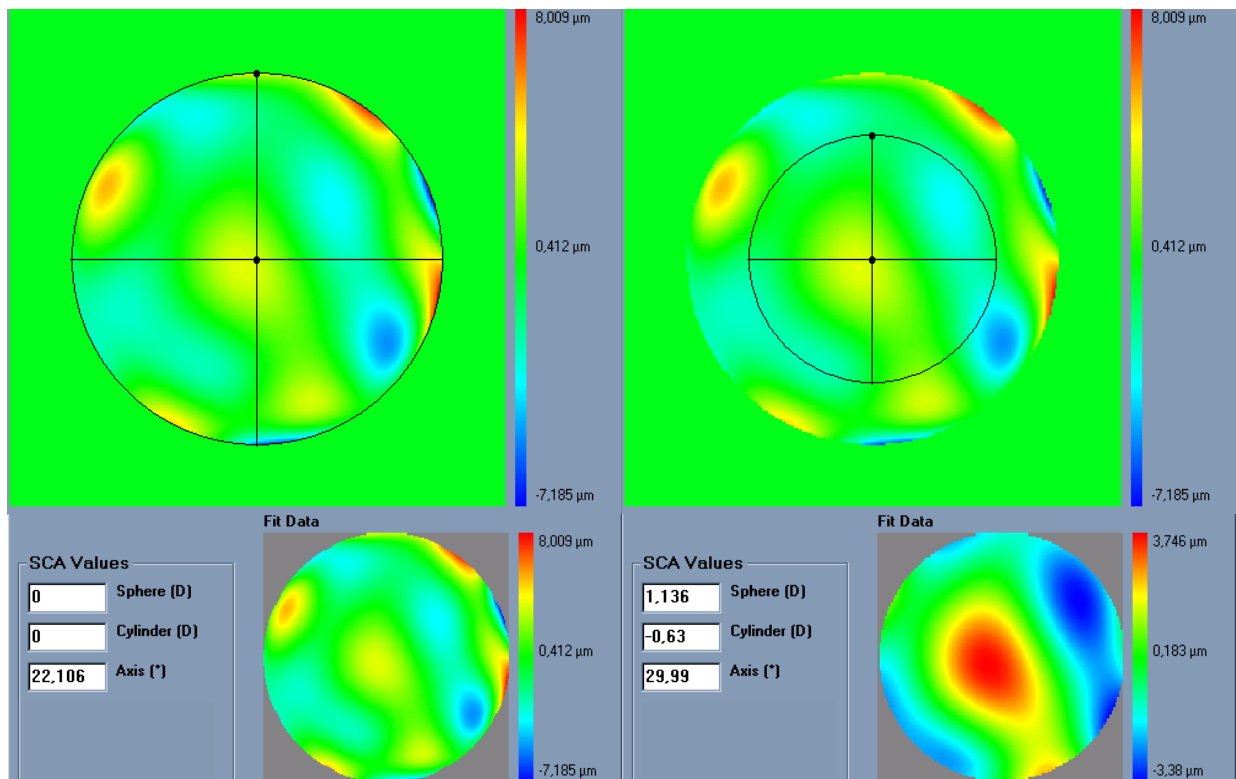 8,009 µm
0,412 µm
-7,185 µm
8,009 µm
0,412 µm
-7,185 µm
Fit Data
SCA Values
0 Sphere (D)
0 Cylinder (D)
22,106 Axis (°)
8,009 µm
0,412 µm
-7,185 µm
Fit Data
SCA Values
1,136 Sphere (D)
-0,63 Cylinder (D)
29,99 Axis (°)
3,746 µm
0,183 µm
-3,38 µm